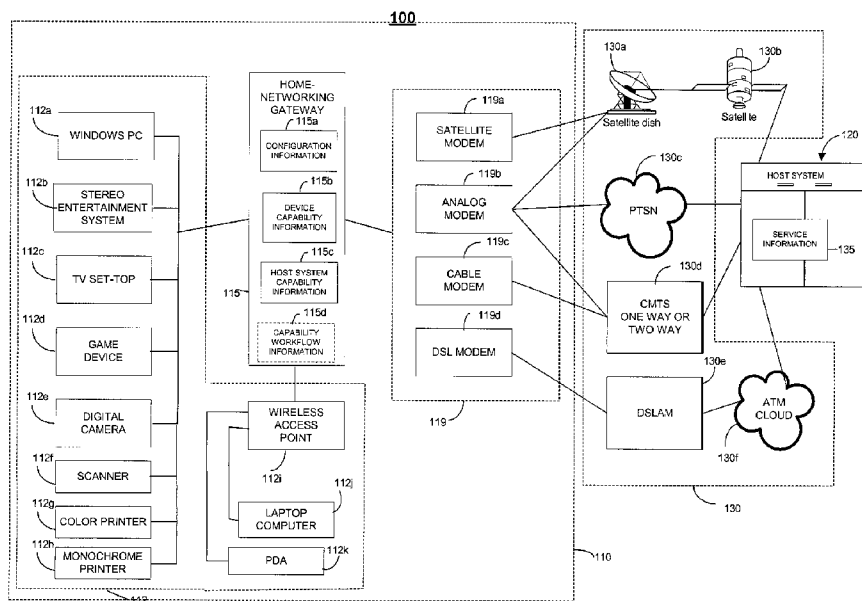 100
130a
130b
HOME-
NETWORKING
GATEWAY
112a
WINDOWS PC
115a
CONFIGURATION
INFORMATION
119a
SATELLITE
MODEM
Satellite dish
Satellite
120
HOST SYSTEM
112b
STEREO
ENTERTAINMENT
SYSTEM
115b
DEVICE
CAPABILITY
INFORMATION
119b
ANALOG
MODEM
130c
PTSN
SERVICE
INFORMATION
135
112c
TV SET-TOP
115c
HOST SYSTEM
CAPABILITY
INFORMATION
115
119c
CABLE
MODEM
130d
CMTS
ONE WAY OR
TWO WAY
112d
GAME
DEVICE
115d
CAPABILITY
WORKFLOW
INFORMATION
119d
DSL MODEM
130e
DSLAM
ATM
CLOUD
130f
112e
DIGITAL
CAMERA
WIRELESS
ACCESS
POINT
112i
119
112f
SCANNER
112j
LAPTOP
COMPUTER
130
112g
COLOR PRINTER
112h
MONOCHROME
PRINTER
PDA
112k
110
112